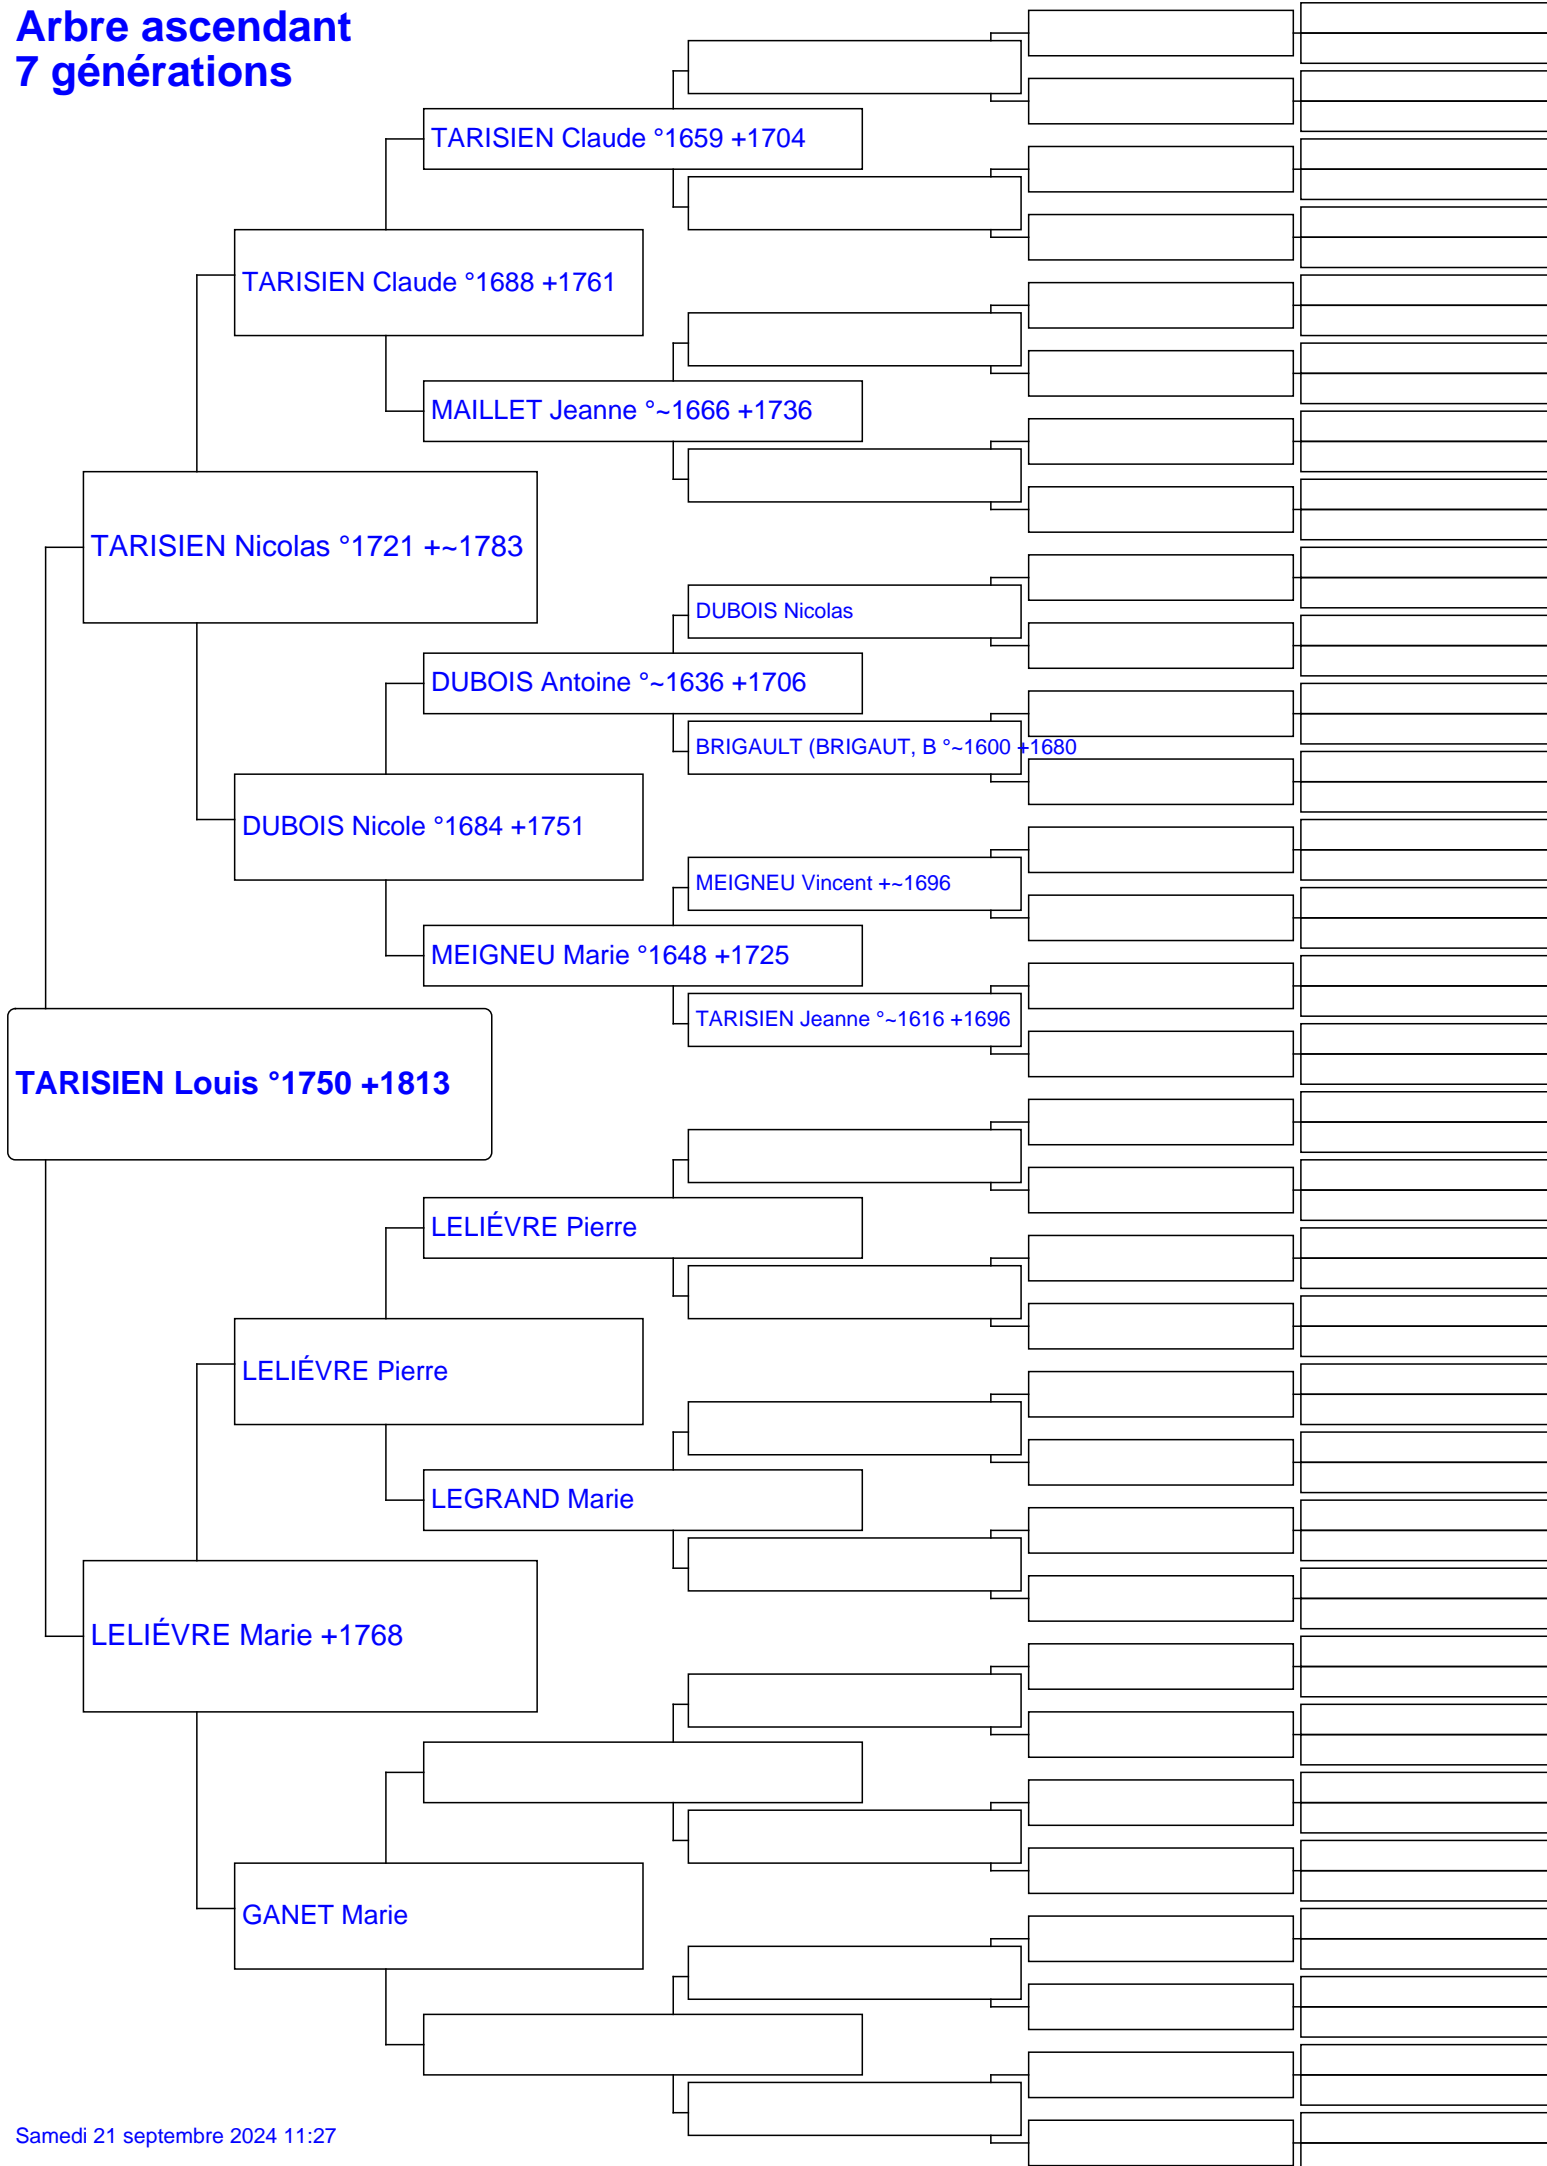 Arbre ascendant
7 générations
TARISIEN Claude °1659 +1704
TARISIEN Claude °1688 +1761
MAILLET Jeanne °~1666 +1736
TARISIEN Nicolas °1721 +~1783
DUBOIS Nicolas
DUBOIS Antoine °~1636 +1706
BRIGAULT (BRIGAUT, B °~1600 +1680
DUBOIS Nicole °1684 +1751
MEIGNEU Vincent +~1696
MEIGNEU Marie °1648 +1725
TARISIEN Jeanne °~1616 +1696
TARISIEN Louis °1750 +1813
LELIÉVRE Pierre
LELIÉVRE Pierre
LEGRAND Marie
LELIÉVRE Marie +1768
GANET Marie
Samedi 21 septembre 2024 11:27